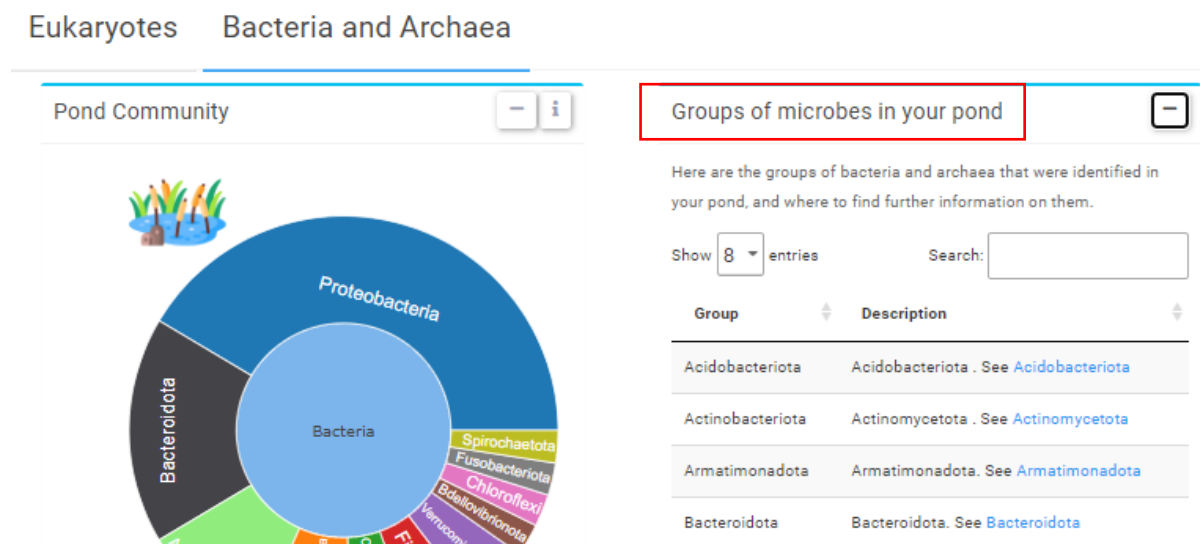 Eukaryotes Bacteria and Archaea
Pond Community
Proteobacteria
Bacteroidota
Bacteria
Spirochaetota
Fusobacteriota
Chloroflexi
Bdellovibrionota
Groups of microbes in your pond
Here are the groups of bacteria and archaea that were identified in
your pond, and where to find further information on them.
Show 8 entries Search:
Group Description
Acidobacteriota Acidobacteriota . See Acidobacteriota
Actinobacteriota Actinomycetota . See Actinomycetota
Armatimonadota Armatimonadota. See Armatimonadota
Bacteroidota Bacteroidota. See Bacteroidota